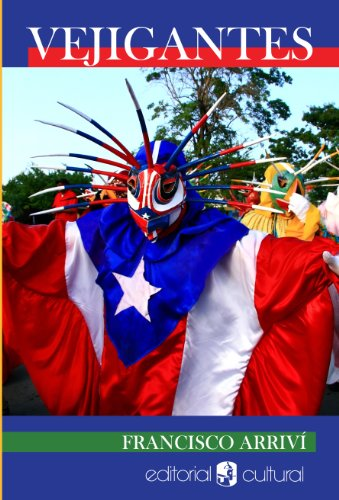 VEJIGANTES
FRANCISCO ARRIVÍ
editorial cultural